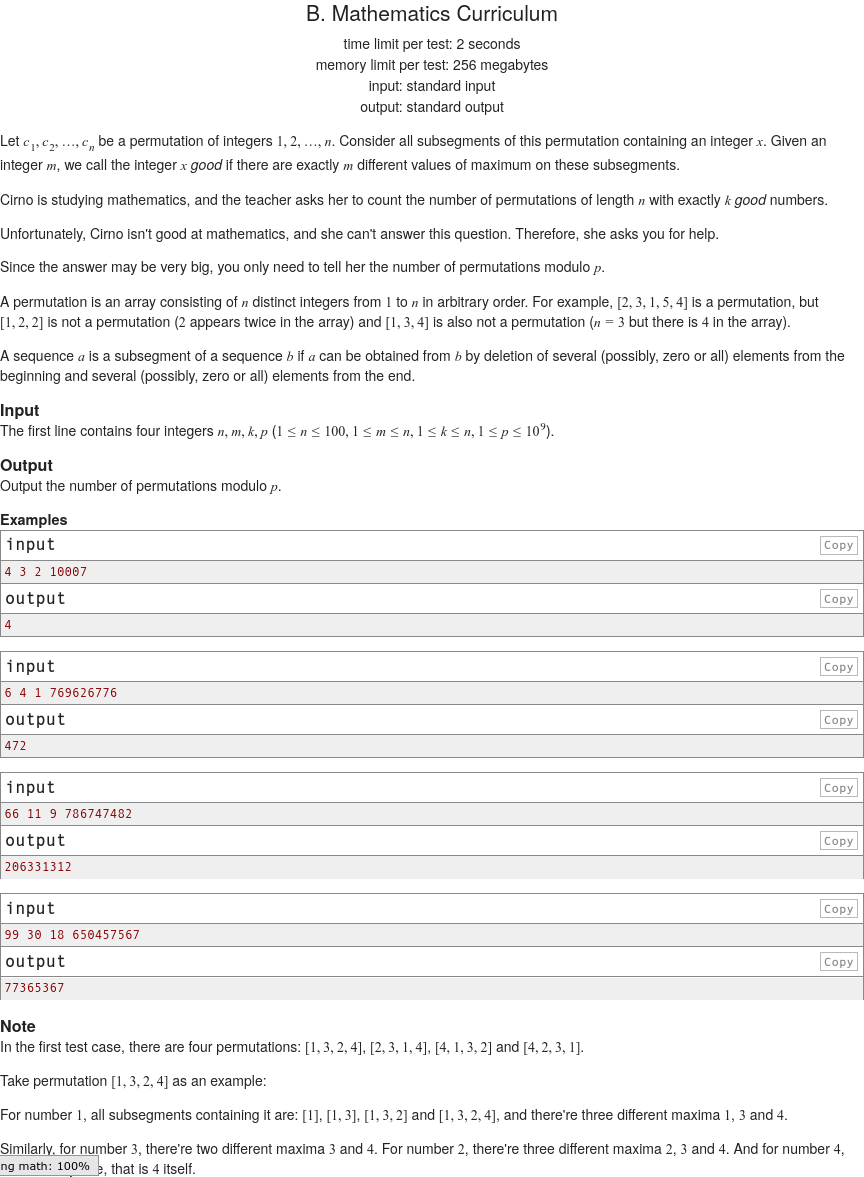 B. Mathematics Curriculum
time limit per test: 2 seconds
memory limit per test: 256 megabytes
input: standard input
output: standard output
Let c1, c2, …, cn be a permutation of integers 1, 2, …, n. Consider all subsegments of this permutation containing an integer x. Given an
integer m, we call the integer x good if there are exactly m different values of maximum on these subsegments.
Cirno is studying mathematics, and the teacher asks her to count the number of permutations of length n with exactly k good numbers.
Unfortunately, Cirno isn't good at mathematics, and she can't answer this question. Therefore, she asks you for help.
Since the answer may be very big, you only need to tell her the number of permutations modulo p.
A permutation is an array consisting of n distinct integers from 1 to n in arbitrary order. For example, [2, 3, 1, 5, 4] is a permutation, but
[1, 2, 2] is not a permutation (2 appears twice in the array) and [1, 3, 4] is also not a permutation (n = 3 but there is 4 in the array).
A sequence a is a subsegment of a sequence b if a can be obtained from b by deletion of several (possibly, zero or all) elements from the
beginning and several (possibly, zero or all) elements from the end.
Input
The first line contains four integers n, m, k, p (1 ≤ n ≤ 100, 1 ≤ m ≤ n, 1 ≤ k ≤ n, 1 ≤ p ≤ 10^9).
Output
Output the number of permutations modulo p.
Examples
input Copy
4 3 2 10007
output Copy
4
input Copy
6 4 1 769626776
output Copy
472
input Copy
66 11 9 786747482
output Copy
206331312
input Copy
99 30 18 650457567
output Copy
77365367
Note
In the first test case, there are four permutations: [1, 3, 2, 4], [2, 3, 1, 4], [4, 1, 3, 2] and [4, 2, 3, 1].
Take permutation [1, 3, 2, 4] as an example:
For number 1, all subsegments containing it are: [1], [1, 3], [1, 3, 2] and [1, 3, 2, 4], and there're three different maxima 1, 3 and 4.
Similarly, for number 3, there're two different maxima 3 and 4. For number 2, there're three different maxima 2, 3 and 4. And for number 4,
ng math: 100% e, that is 4 itself.